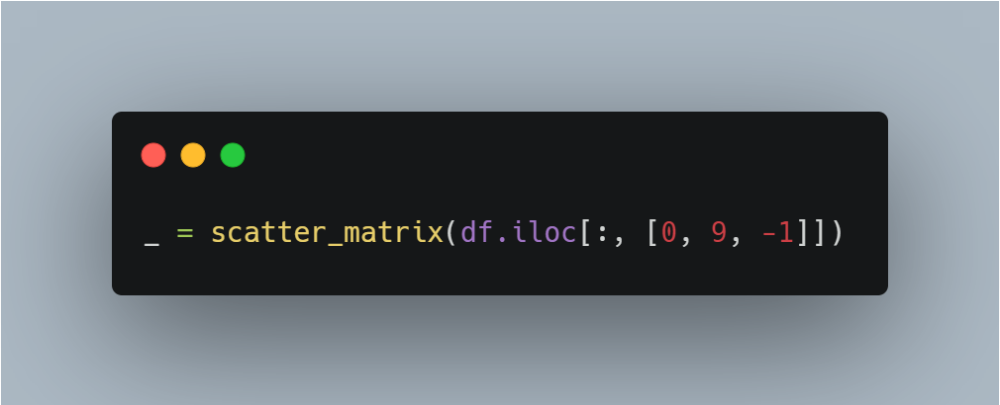 _ = scatter_matrix(df.iloc[:, [0, 9, -1]])